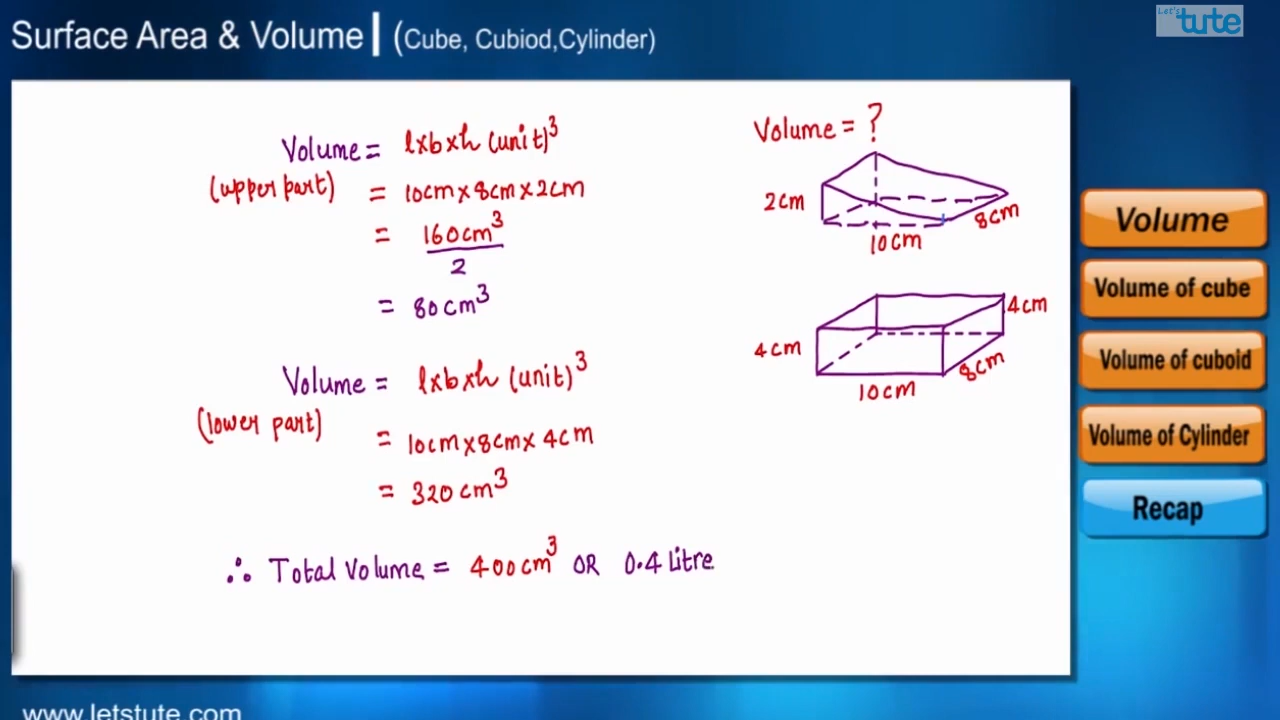 Surface Area & Volume | (Cube, Cubiod,Cylinder)
Let's
tute
Volume = l×b×h (unit)³
(upper part) = 10cm×8cm×2cm
= 160cm³
2
= 80cm³
Volume = l×b×h (unit)³
(lower part)
= 10cm×8cm×4cm
= 320cm³
∴ Total Volume = 400cm³ OR 0.4 Litre
Volume = ?
2cm
10cm
8cm
4cm
4cm
10cm
8cm
Volume
Volume of cube
Volume of cuboid
Volume of Cylinder
Recap
www.letstute.com